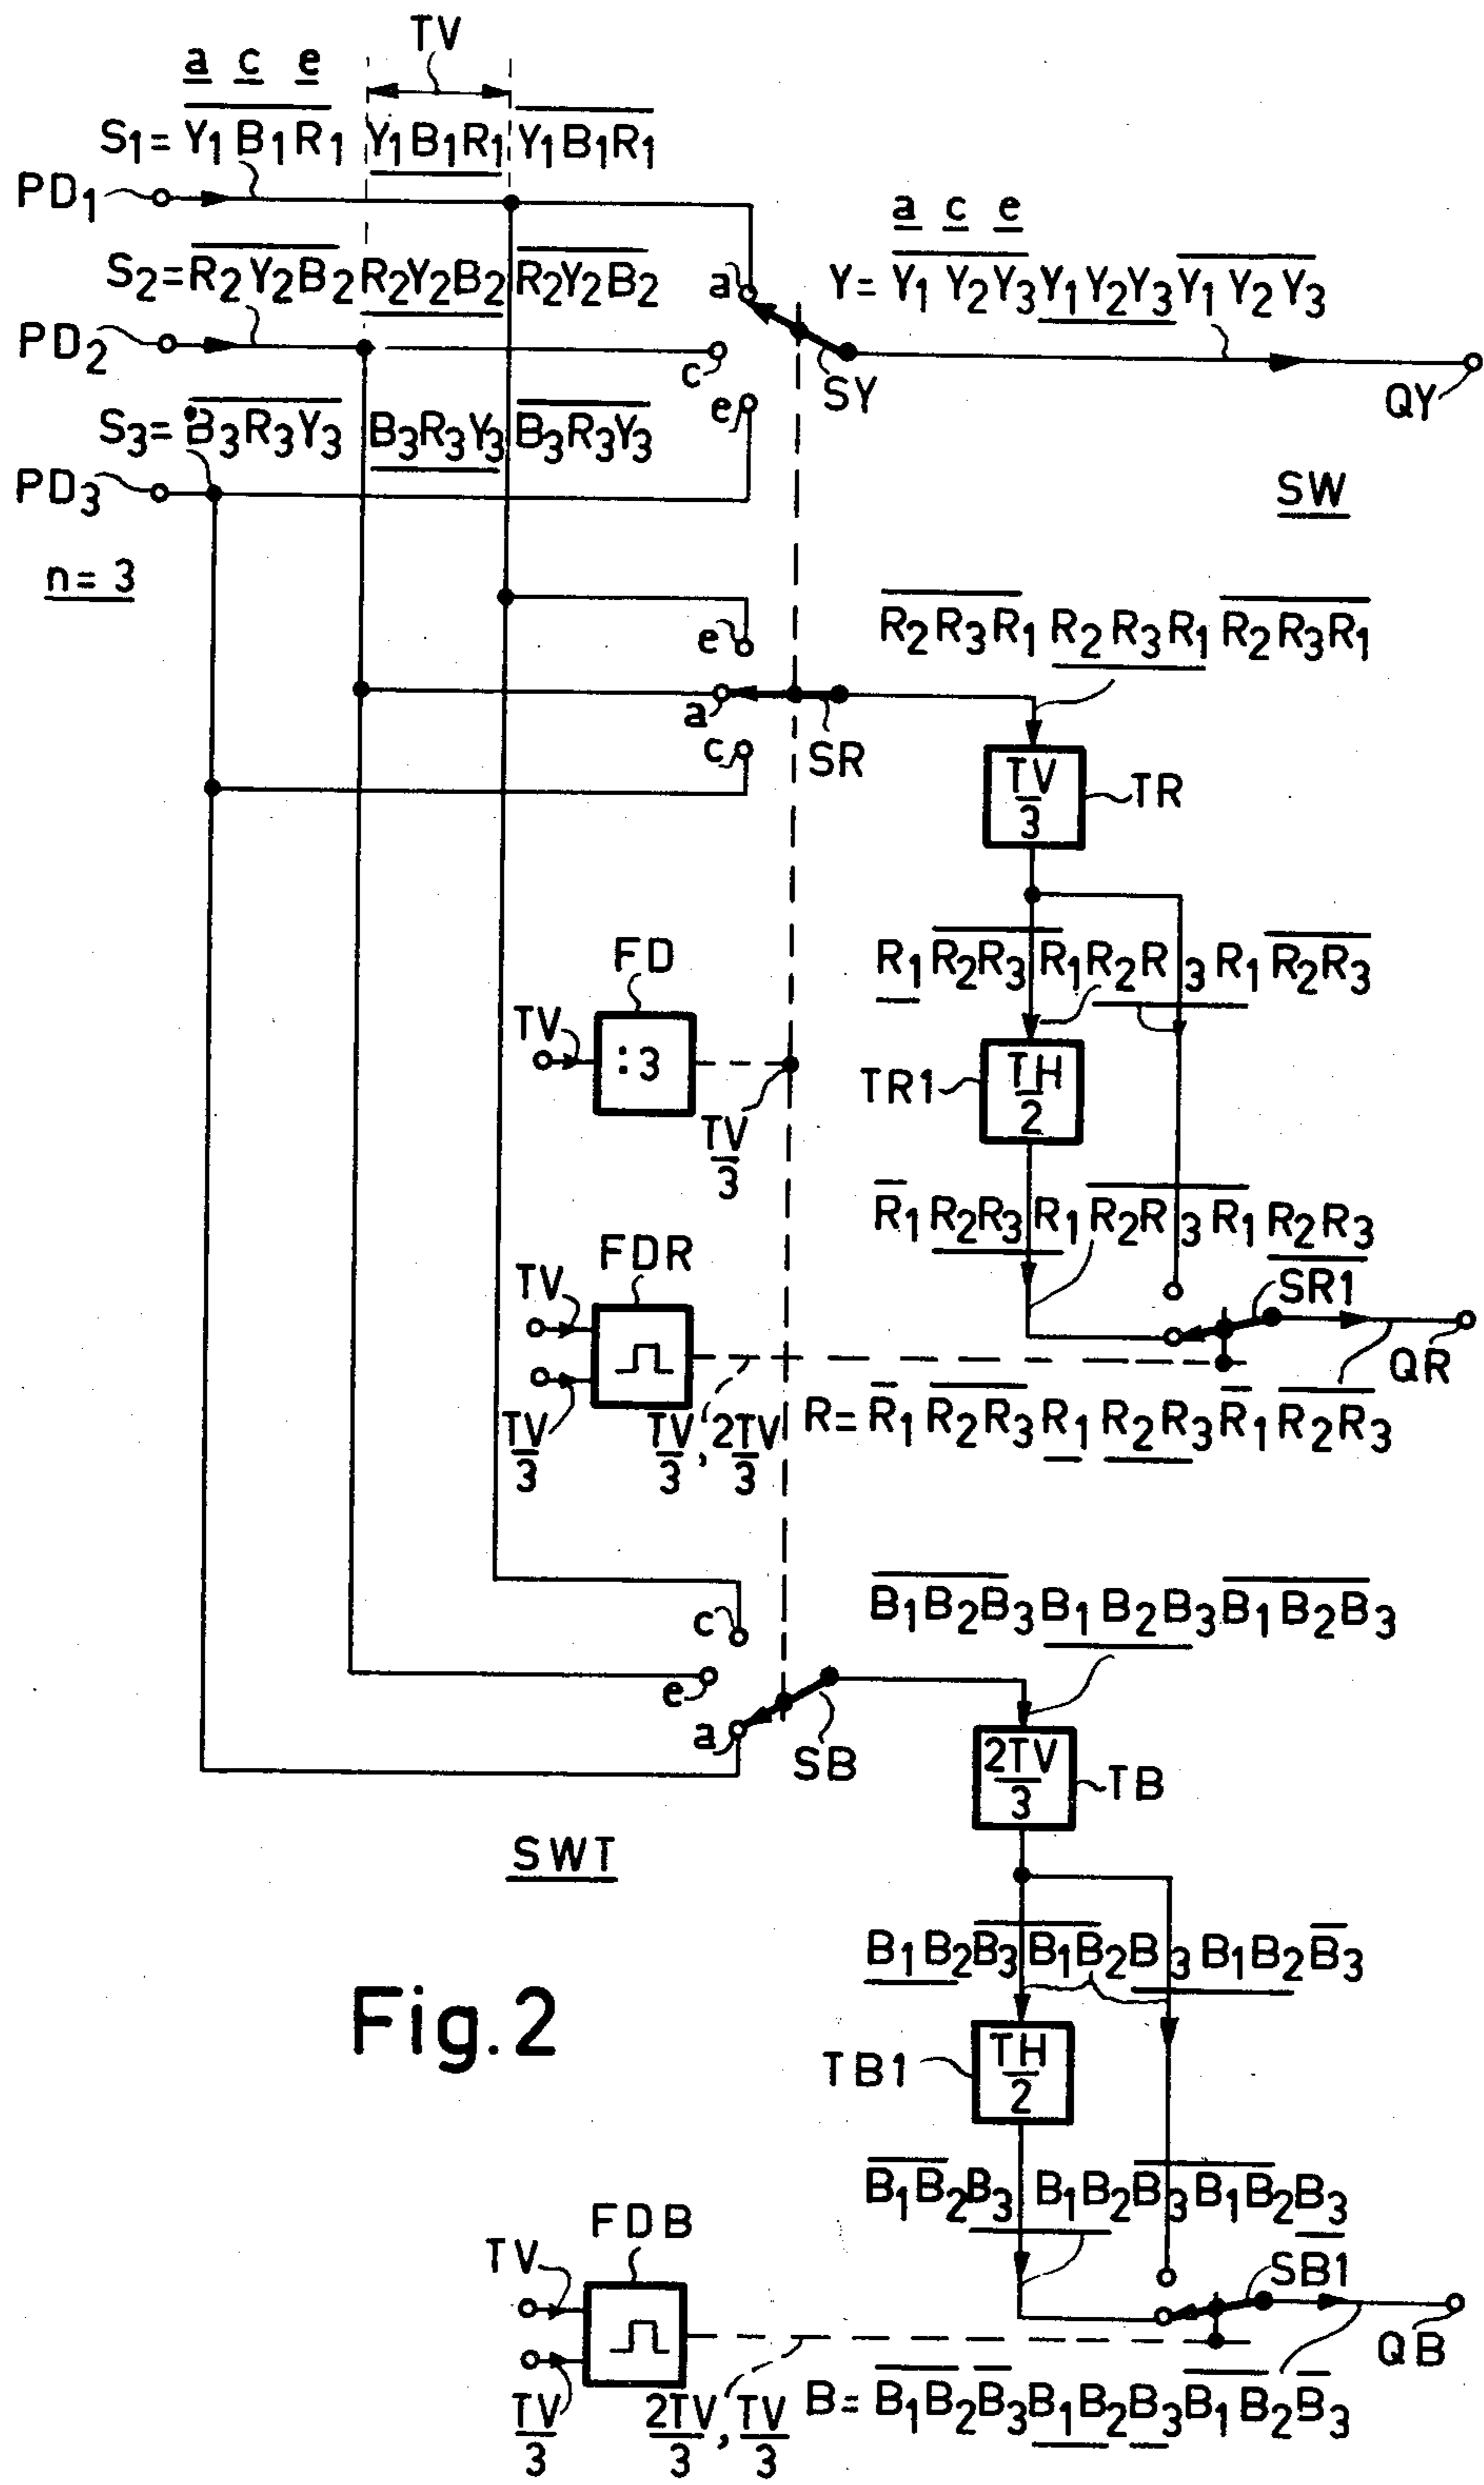 TV
a c e
S1 = Y1 B1 R1 Y1 B1 R1 Y1 B1 R1
PD1
a c e
S2 = R2 Y2 B2 R2 Y2 B2 R2 Y2 B2
a
Y = Y1 Y2 Y3 Y1 Y2 Y3 Y1 Y2 Y3
PD2
c
SY
QY
e
S3 = B3 R3 Y3 B3 R3 Y3 B3 R3 Y3
PD3
SW
n = 3
R2 R3 R1 R2 R3 R1 R2 R3 R1
e
a
c
SR
TV/3
TR
FD
R1 R2 R3 R1 R2 R3 R1 R2 R3
TV
:3
TR1
TH/2
TV/3
R1 R2 R3 R1 R2 R3 R1 R2 R3
FDR
TV
SR1
QR
TV/3
TV/3, 2TV/3
R = R1 R2 R3 R1 R2 R3 R1 R2 R3
B1 B2 B3 B1 B2 B3 B1 B2 B3
c
e
a
SB
2TV/3
TB
SWT
B1 B2 B3 B1 B2 B3 B1 B2 B3
Fig. 2
TB1
TH/2
B1 B2 B3 B1 B2 B3 B1 B2 B3
FDB
TV
SB1
QB
TV/3
2TV/3, TV/3
B = B1 B2 B3 B1 B2 B3 B1 B2 B3